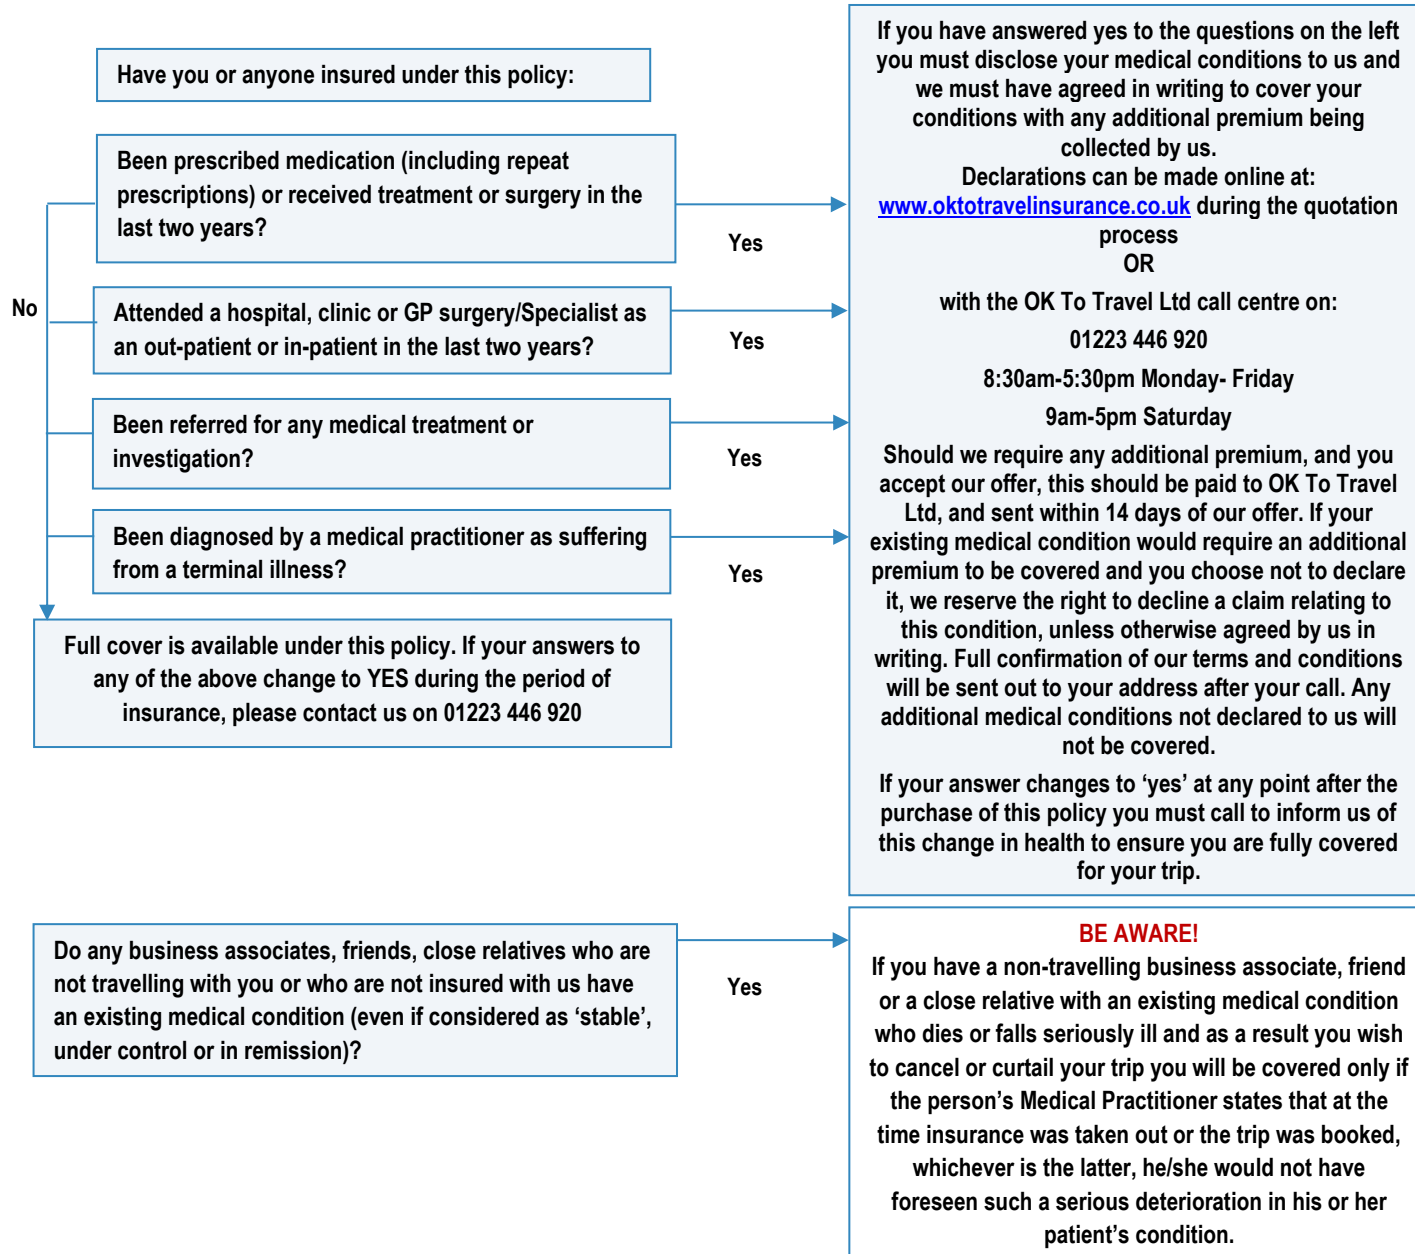 Have you or anyone insured under this policy:
Been prescribed medication (including repeat
prescriptions) or received treatment or surgery in the
last two years?
Yes
No
Attended a hospital, clinic or GP surgery/Specialist as
an out-patient or in-patient in the last two years?
Yes
Been referred for any medical treatment or
investigation?
Yes
Been diagnosed by a medical practitioner as suffering
from a terminal illness?
Yes
Full cover is available under this policy. If your answers to
any of the above change to YES during the period of
insurance, please contact us on 01223 446 920
If you have answered yes to the questions on the left
you must disclose your medical conditions to us and
we must have agreed in writing to cover your
conditions with any additional premium being
collected by us.
Declarations can be made online at:
www.oktotravelinsurance.co.uk during the quotation
process
OR
with the OK To Travel Ltd call centre on:
01223 446 920
8:30am-5:30pm Monday- Friday
9am-5pm Saturday
Should we require any additional premium, and you
accept our offer, this should be paid to OK To Travel
Ltd, and sent within 14 days of our offer. If your
existing medical condition would require an additional
premium to be covered and you choose not to declare
it, we reserve the right to decline a claim relating to
this condition, unless otherwise agreed by us in
writing. Full confirmation of our terms and conditions
will be sent out to your address after your call. Any
additional medical conditions not declared to us will
not be covered.
If your answer changes to ‘yes’ at any point after the
purchase of this policy you must call to inform us of
this change in health to ensure you are fully covered
for your trip.
Do any business associates, friends, close relatives who are
not travelling with you or who are not insured with us have
an existing medical condition (even if considered as ‘stable’,
under control or in remission)?
Yes
BE AWARE!
If you have a non-travelling business associate, friend
or a close relative with an existing medical condition
who dies or falls seriously ill and as a result you wish
to cancel or curtail your trip you will be covered only if
the person’s Medical Practitioner states that at the
time insurance was taken out or the trip was booked,
whichever is the latter, he/she would not have
foreseen such a serious deterioration in his or her
patient’s condition.